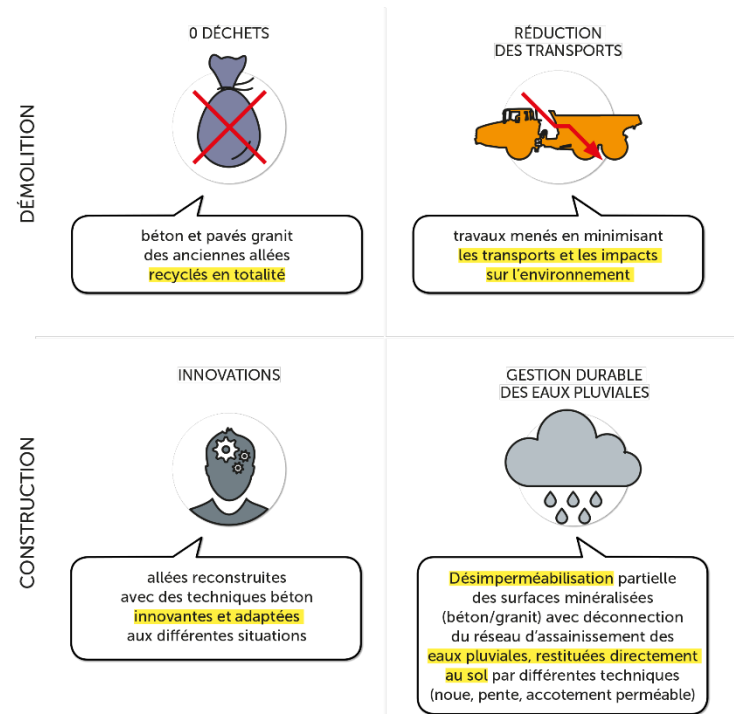 DÉMOLITION
0 DÉCHETS
béton et pavés granit
des anciennes allées
recyclés en totalité
RÉDUCTION
DES TRANSPORTS
travaux menés en minimisant
les transports et les impacts
sur l'environnement
CONSTRUCTION
INNOVATIONS
allées reconstruites
avec des techniques béton
innovantes et adaptées
aux différentes situations
GESTION DURABLE
DES EAUX PLUVIALES
Désimperméabilisation partielle
des surfaces minéralisées
(béton/granit) avec déconnection
du réseau d'assainissement des
eaux pluviales, restituées directement
au sol par différentes techniques
(noue, pente, accotement perméable)